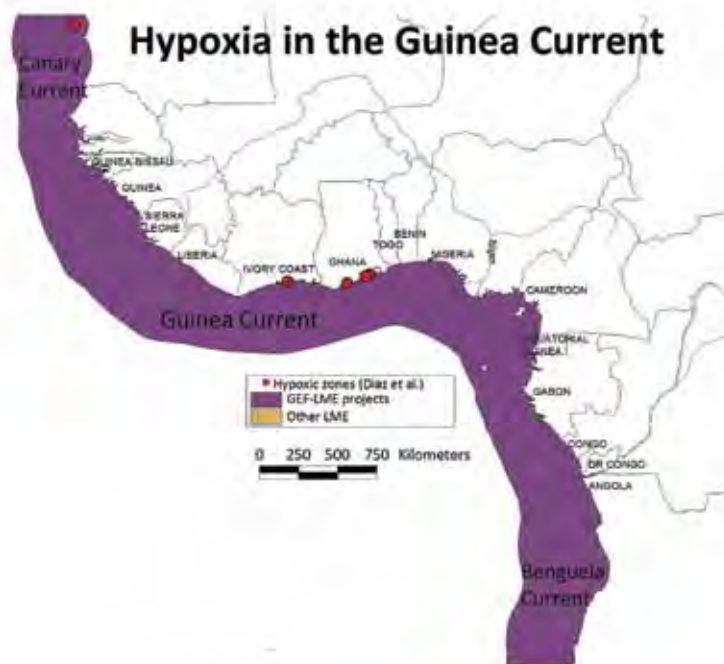 Hypoxia in the Guinea Current
Canary
Current
GUINEA BISSAU
GUINEA
SIERRA
LEONE
LIBERIA
IVORY COAST
GHANA
TOGO
BENIN
NIGERIA
Niger
CAMEROON
EQUATORIAL
GUINEA
GABON
CONGO
DR CONGO
ANGOLA
Guinea Current
Hypoxic zones (Diaz et al.)
GEF-LME projects
Other LME
0 250 500 750 Kilometers
Benguela
Current